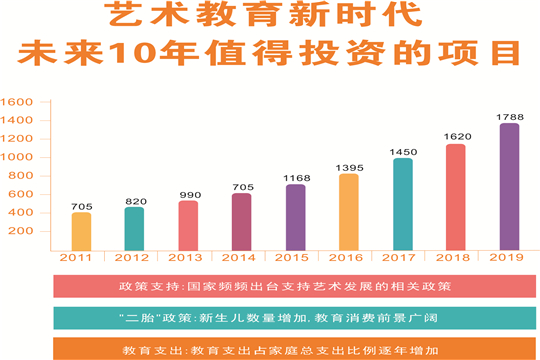 艺术教育新时代
未来10年值得投资的项目
1600
1400
1200
1000
800
600
400
200
705
820
990
705
1168
1395
1450
1620
1788
2011 2012 2013 2014 2015 2016 2017 2018 2019
政策支持:国家频频出台支持艺术发展的相关政策
"二胎"政策:新生儿数量增加,教育消费前景广阔
教育支出:教育支出占家庭总支出比例逐年增加